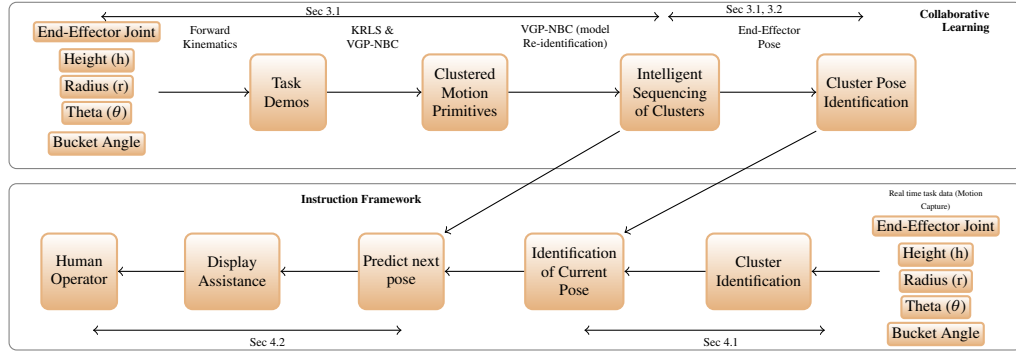 Sec 3.1
Sec 3.1, 3.2
Collaborative
Learning
End-Effector Joint
Height (h)
Radius (r)
Theta (θ)
Bucket Angle
Forward
Kinematics
KRLS &
VGP-NBC
VGP-NBC (model
Re-identification)
End-Effector
Pose
Task
Demos
Clustered
Motion
Primitives
Intelligent
Sequencing
of Clusters
Cluster Pose
Identification
Instruction Framework
Real time task data (Motion
Capture)
End-Effector Joint
Height (h)
Radius (r)
Theta (θ)
Bucket Angle
Human
Operator
Display
Assistance
Predict next
pose
Identification
of Current
Pose
Cluster
Identification
Sec 4.2
Sec 4.1